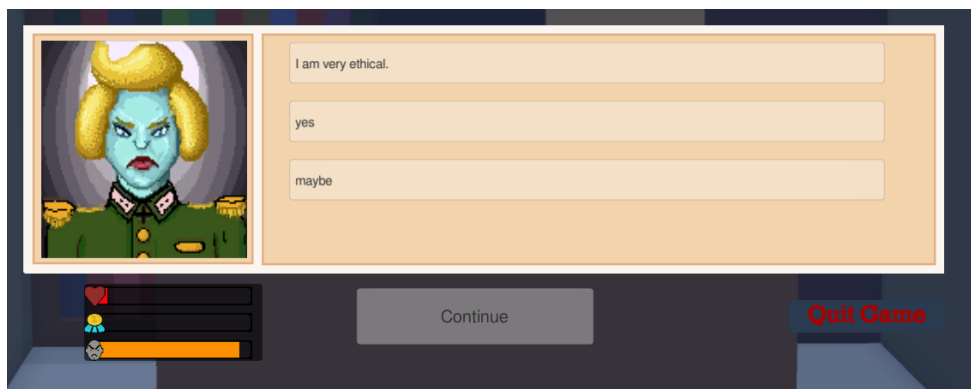 I am very ethical.
yes
maybe
Continue
Quit Game